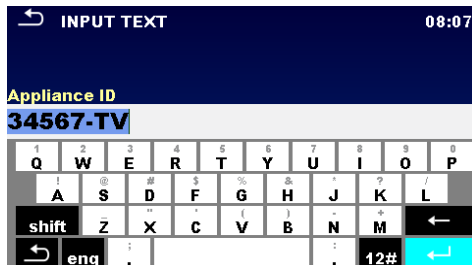 INPUT TEXT 08:07
Appliance ID
34567-TV
1 2 3 4 5 6 7 8 9 0
Q W E R T Y U I O P
! @ # $ % & * ? /
A S D F G H J K L
- " ' ( ) - +
shift Z X C V B N M ←
eng ; . : 12#